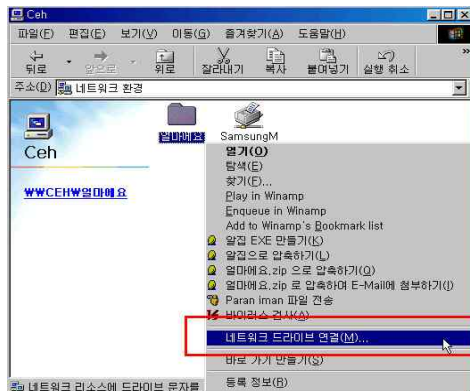 Ceh
파일(F) 편집(E) 보기(V) 이동(G) 즐겨찾기(A) 도움말(H)
뒤로 앞으로 위로 잘라내기 복사 붙여넣기 실행 취소 »
주소(D) 네트워크 환경
얼마에요 SamsungM
Ceh
₩₩CEH₩얼마에요
열기(O)
탐색(E)
찾기(F)...
Play in Winamp
Enqueue in Winamp
Add to Winamp's Bookmark list
알집 EXE 만들기(K)
알집으로 압축하기(L)
얼마에요.zip 으로 압축하기(Q)
얼마에요.zip 로 압축하여 E-Mail에 첨부하기(J)
Paran iman 파일 전송
바이러스 검사(A)
네트워크 드라이브 연결(M)...
바로 가기 만들기(S)
등록 정보(R)
네트워크 리소스에 드라이브 문자를